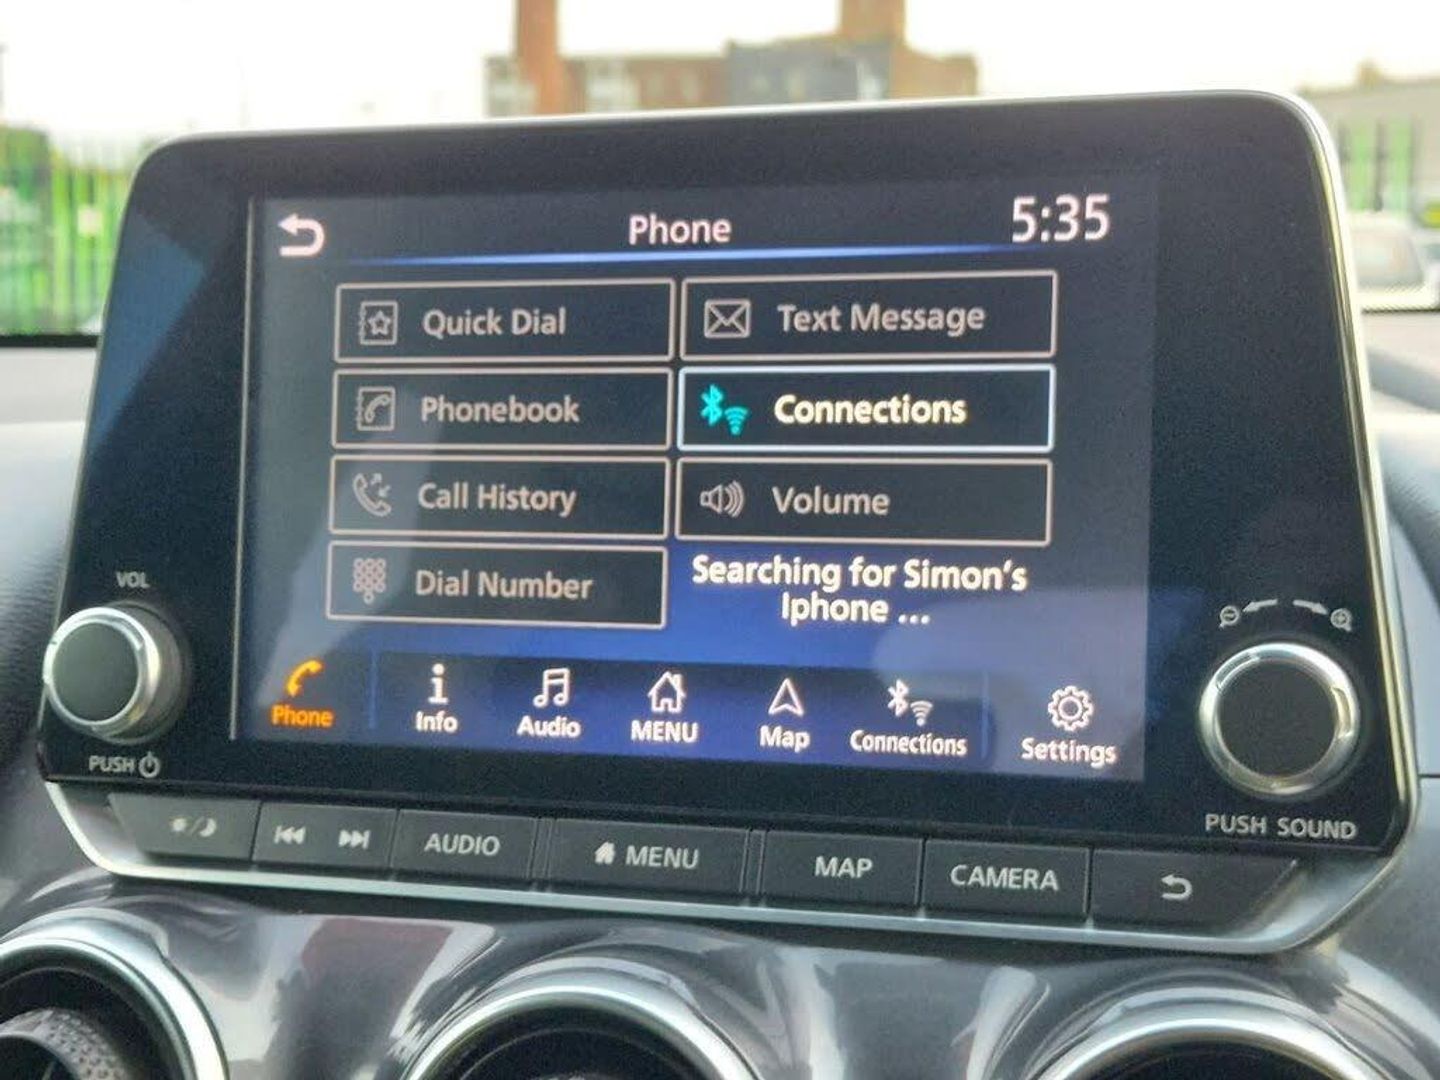 Phone
5:35
Quick Dial
Text Message
Phonebook
Connections
Call History
Volume
Dial Number
Searching for Simon's
Iphone ...
Phone
Info
Audio
MENU
Map
Connections
Settings
VOL
PUSH
PUSH SOUND
AUDIO
MENU
MAP
CAMERA